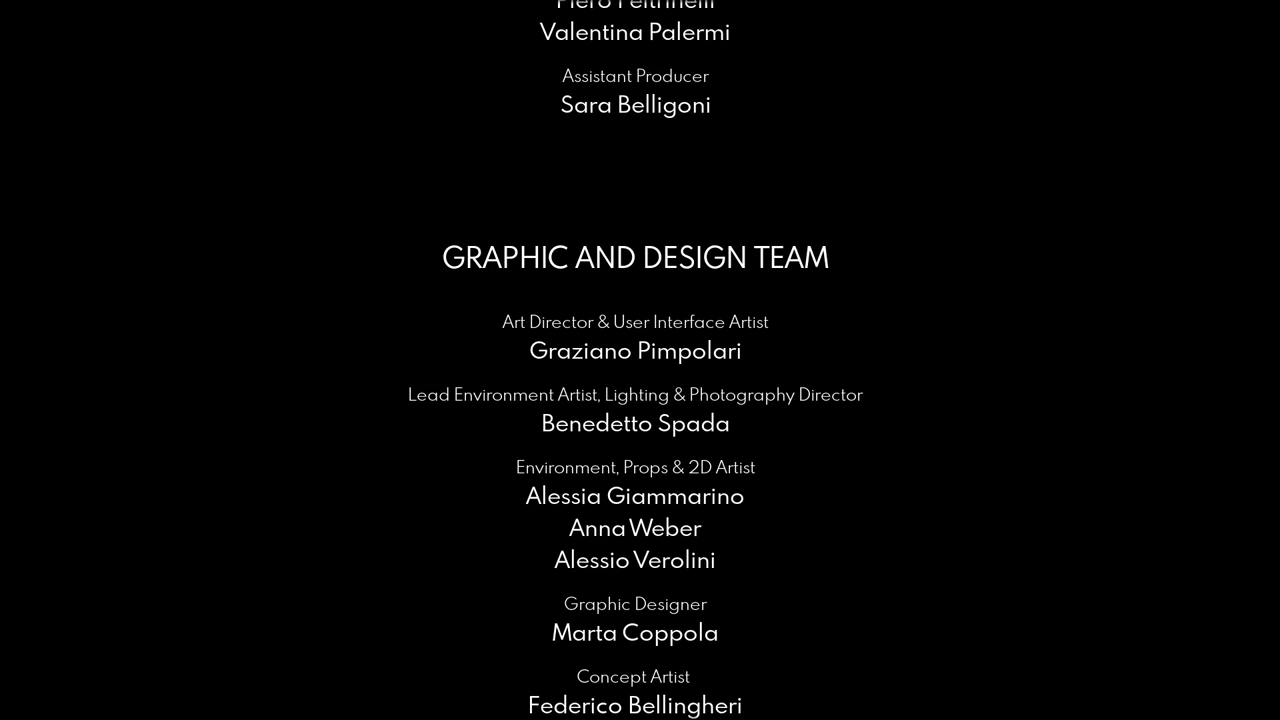 Piero Feltrinelli
Valentina Palermi
Assistant Producer
Sara Belligoni
GRAPHIC AND DESIGN TEAM
Art Director & User Interface Artist
Graziano Pimpolari
Lead Environment Artist, Lighting & Photography Director
Benedetto Spada
Environment, Props & 2D Artist
Alessia Giammarino
Anna Weber
Alessio Verolini
Graphic Designer
Marta Coppola
Concept Artist
Federico Bellingheri